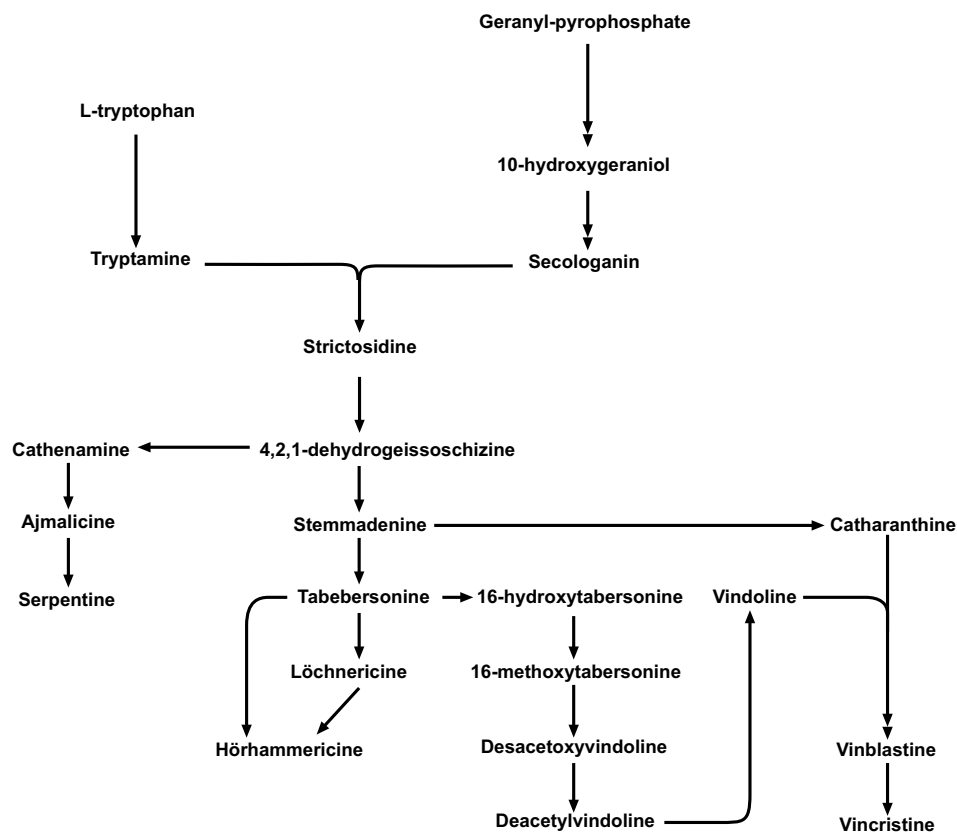 Geranyl-pyrophosphate
L-tryptophan
10-hydroxygeraniol
Tryptamine
Secologanin
Strictosidine
Cathenamine
4,2,1-dehydrogeissoschizine
Ajmalicine
Stemmadenine
Catharanthine
Serpentine
Tabebersonine
16-hydroxytabersonine
Vindoline
Löchnericine
16-methoxytabersonine
Hörhammericine
Desacetoxyvindoline
Vinblastine
Deacetylvindoline
Vincristine